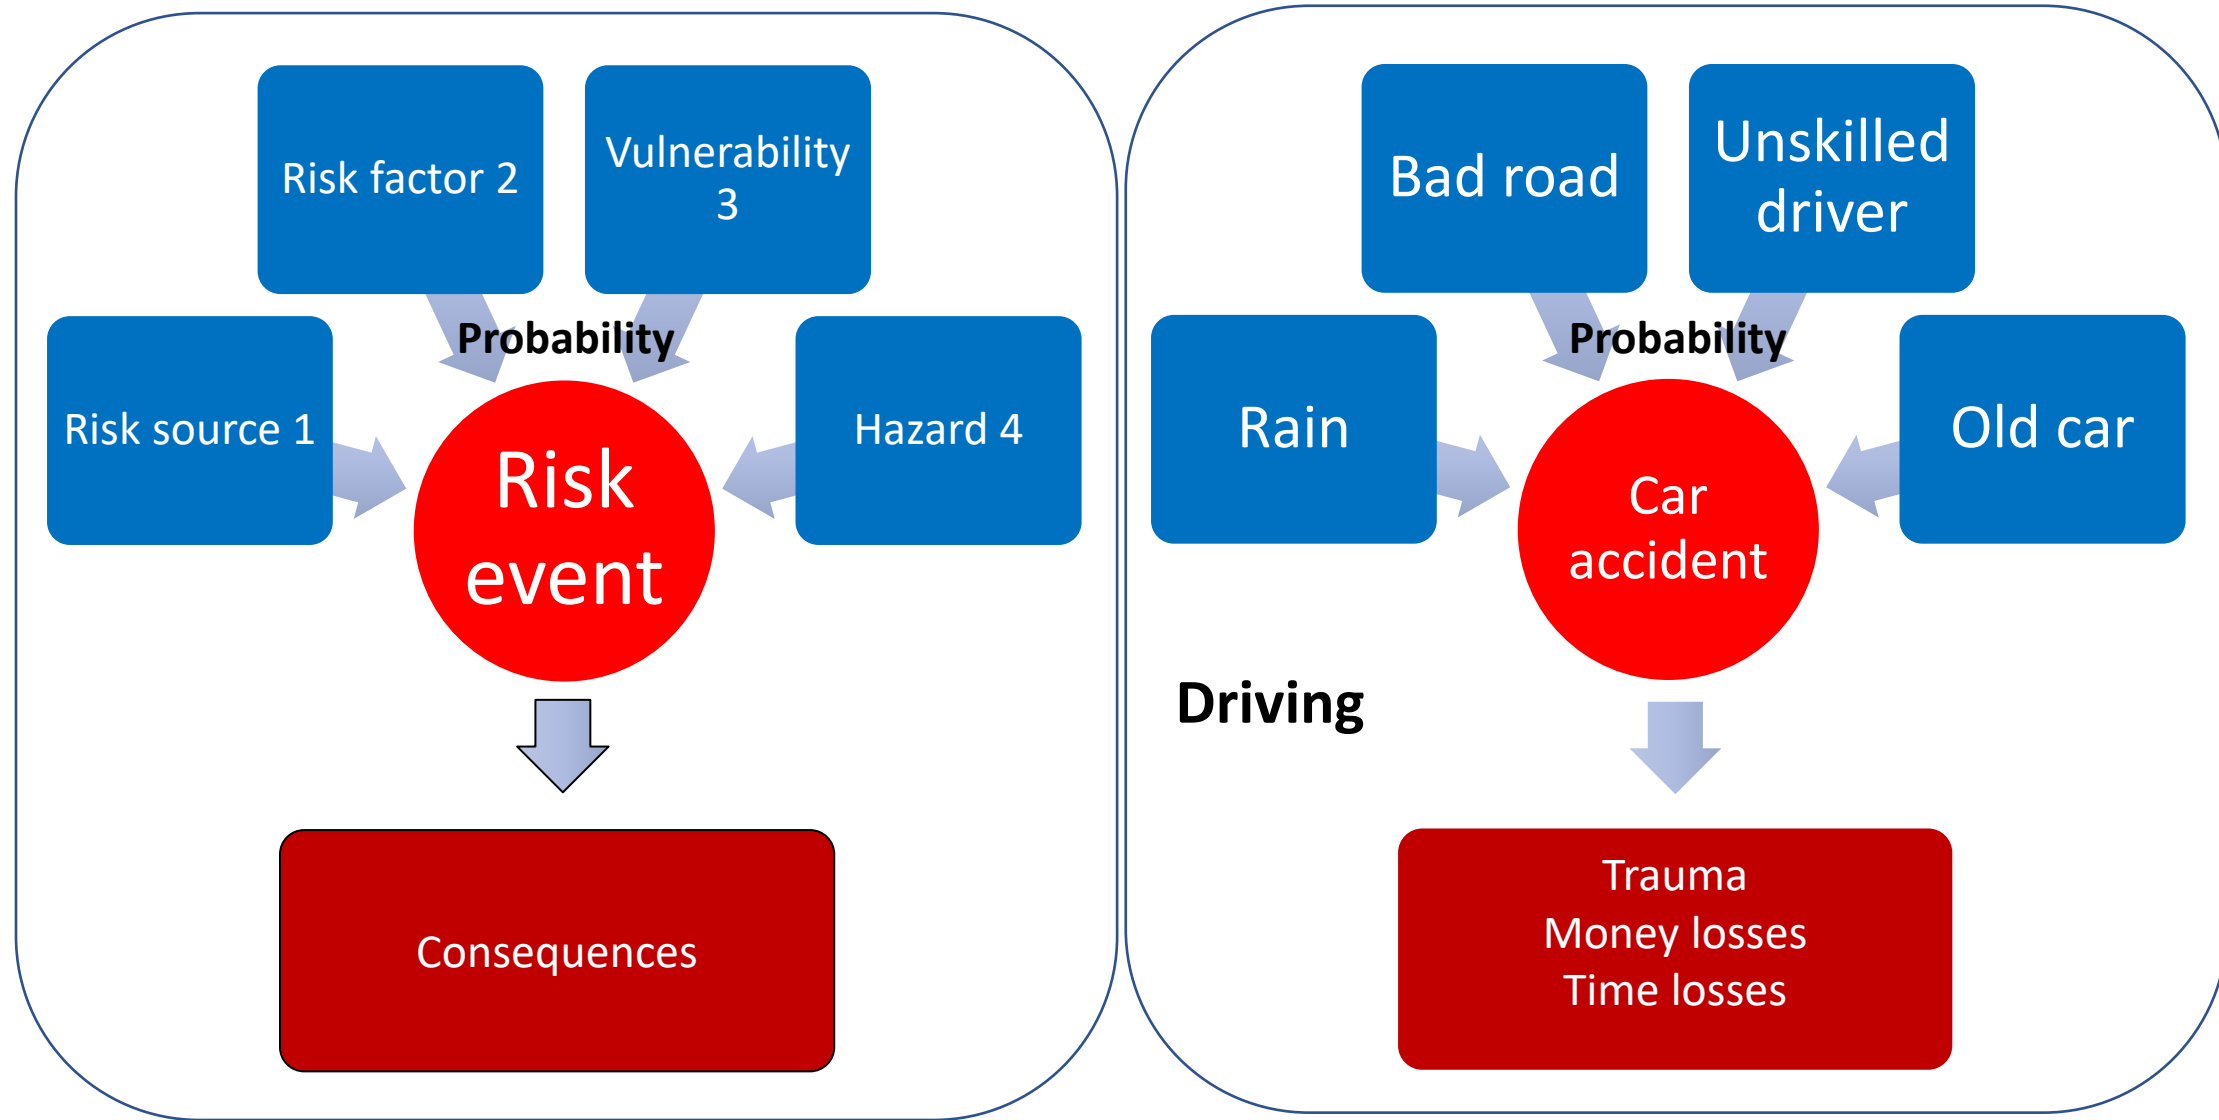 Risk factor 2
Vulnerability
3
Probability
Risk source 1
Hazard 4
Risk
event
Consequences
Bad road
Unskilled
driver
Probability
Rain
Old car
Car
accident
Driving
Trauma
Money losses
Time losses